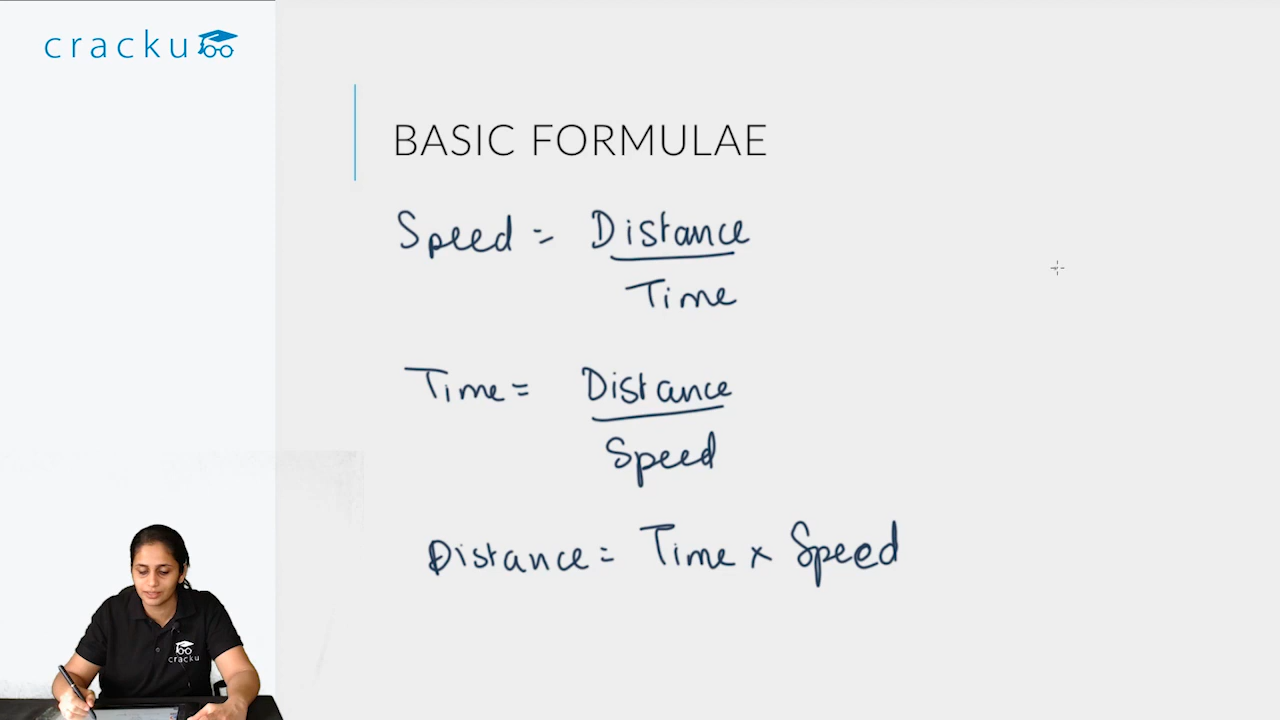 cracku
BASIC FORMULAE
Speed = Distance
Time
Time = Distance
Speed
Distance = Time × Speed
cracku